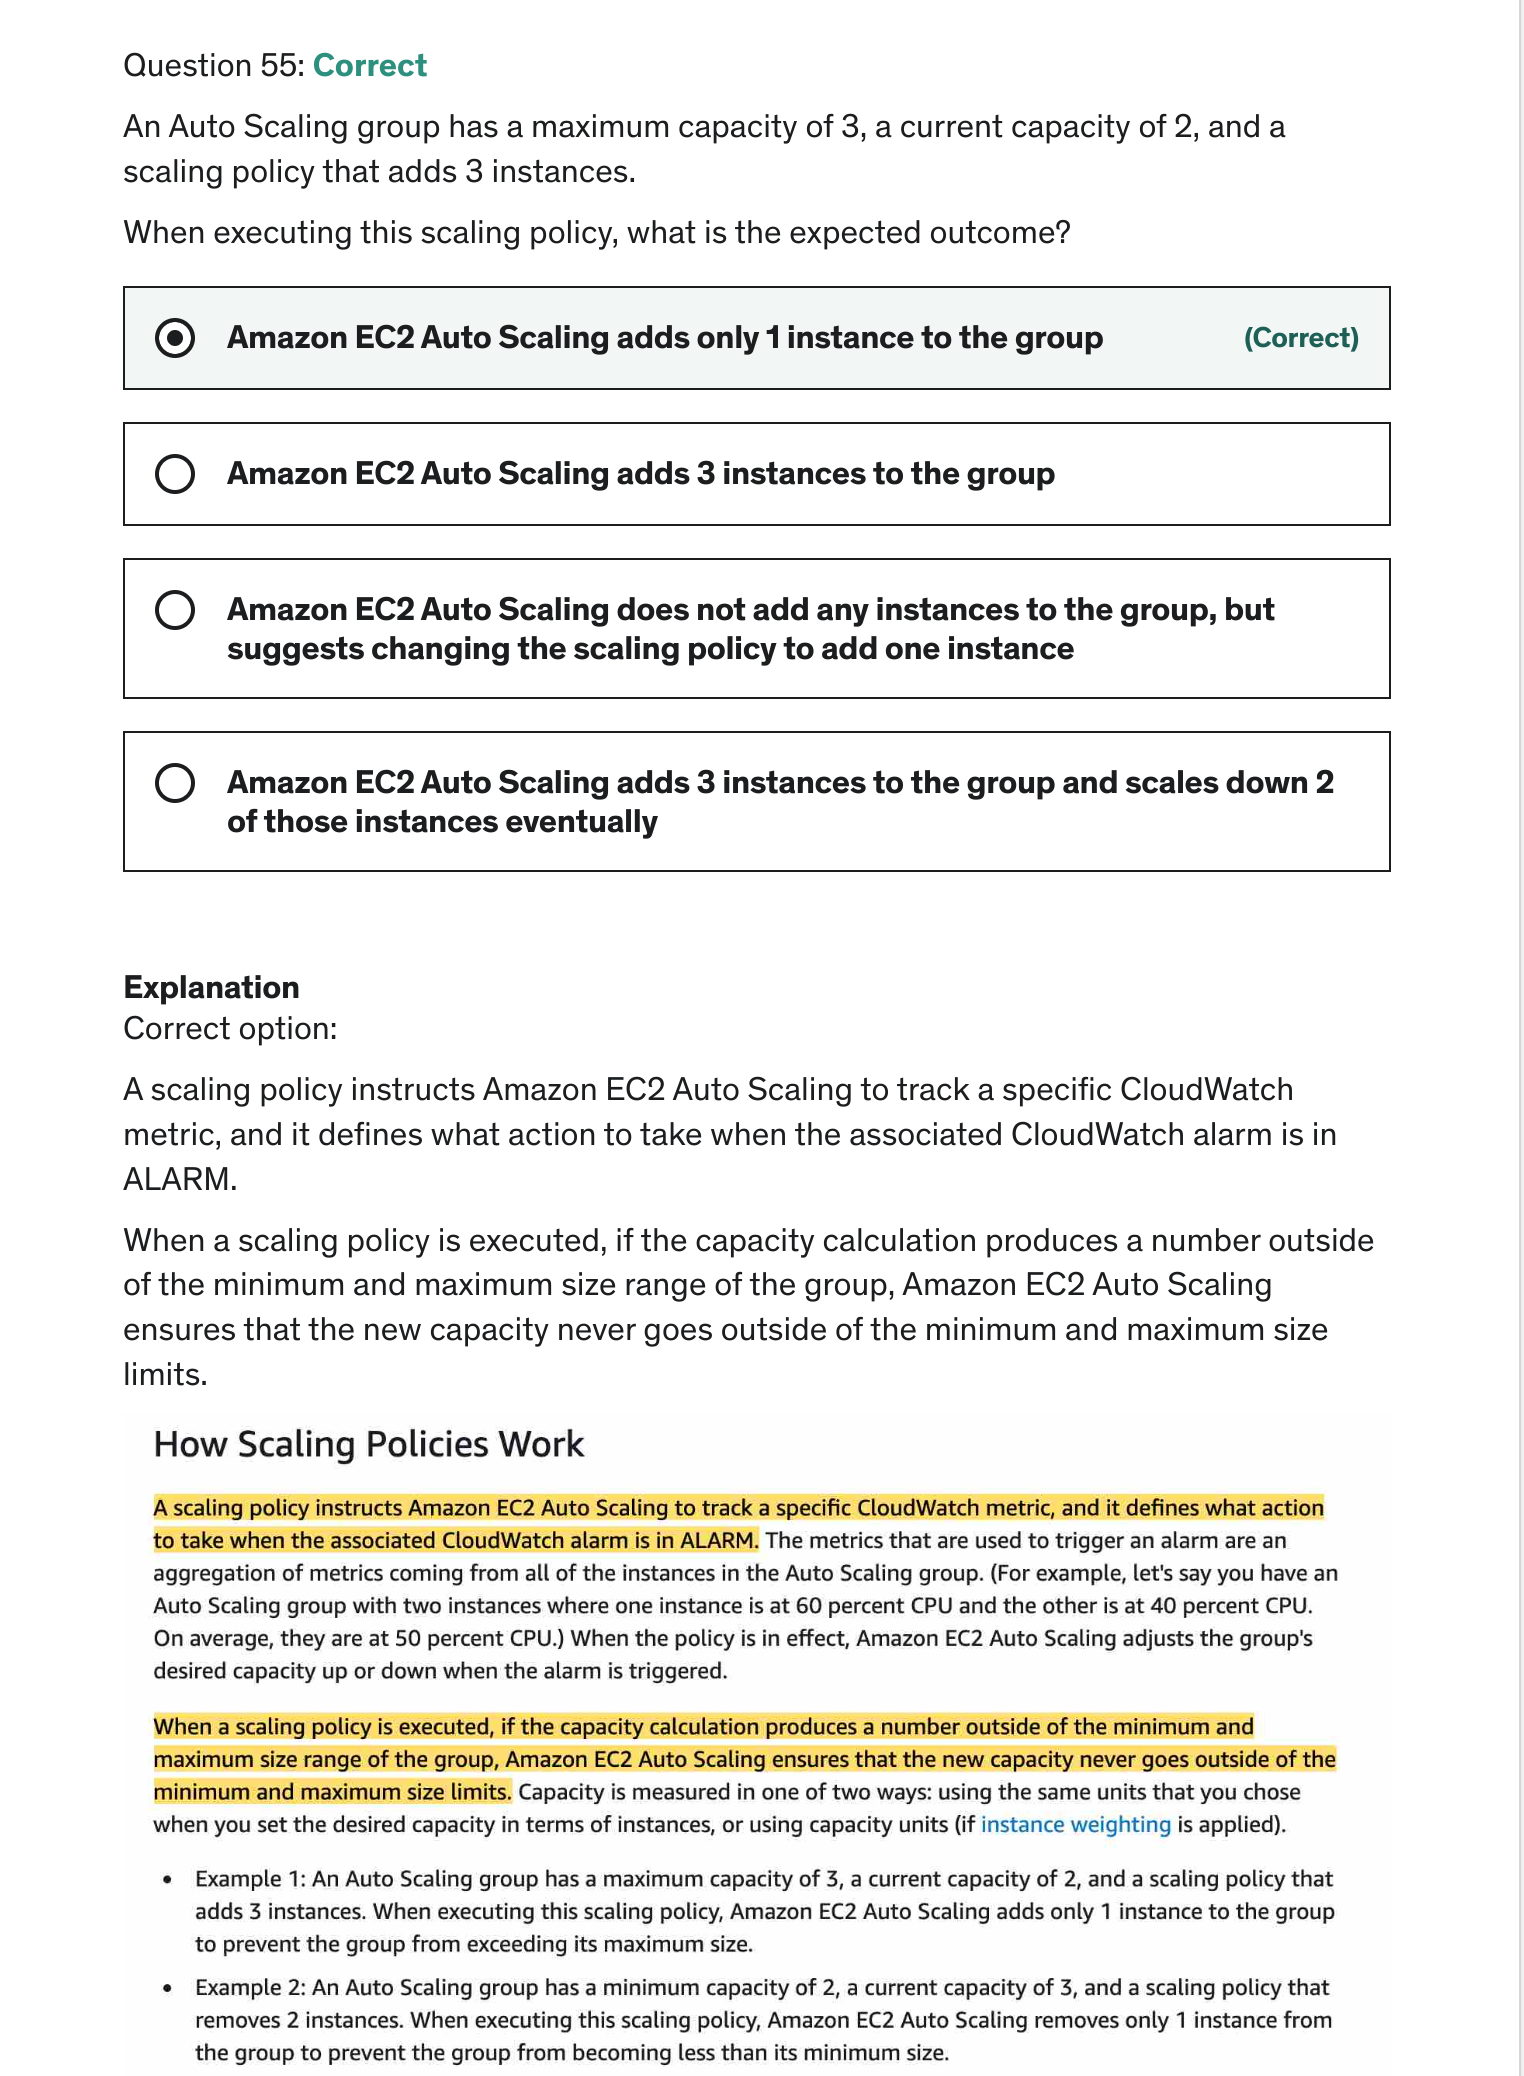 Question 55: Correct
An Auto Scaling group has a maximum capacity of 3, a current capacity of 2, and a
scaling policy that adds 3 instances.
When executing this scaling policy, what is the expected outcome?
Amazon EC2 Auto Scaling adds only 1 instance to the group (Correct)
Amazon EC2 Auto Scaling adds 3 instances to the group
Amazon EC2 Auto Scaling does not add any instances to the group, but
suggests changing the scaling policy to add one instance
Amazon EC2 Auto Scaling adds 3 instances to the group and scales down 2
of those instances eventually
Explanation
Correct option:
A scaling policy instructs Amazon EC2 Auto Scaling to track a specific CloudWatch
metric, and it defines what action to take when the associated CloudWatch alarm is in
ALARM.
When a scaling policy is executed, if the capacity calculation produces a number outside
of the minimum and maximum size range of the group, Amazon EC2 Auto Scaling
ensures that the new capacity never goes outside of the minimum and maximum size
limits.
How Scaling Policies Work
A scaling policy instructs Amazon EC2 Auto Scaling to track a specific CloudWatch metric, and it defines what action
to take when the associated CloudWatch alarm is in ALARM. The metrics that are used to trigger an alarm are an
aggregation of metrics coming from all of the instances in the Auto Scaling group. (For example, let's say you have an
Auto Scaling group with two instances where one instance is at 60 percent CPU and the other is at 40 percent CPU.
On average, they are at 50 percent CPU.) When the policy is in effect, Amazon EC2 Auto Scaling adjusts the group's
desired capacity up or down when the alarm is triggered.
When a scaling policy is executed, if the capacity calculation produces a number outside of the minimum and
maximum size range of the group, Amazon EC2 Auto Scaling ensures that the new capacity never goes outside of the
minimum and maximum size limits. Capacity is measured in one of two ways: using the same units that you chose
when you set the desired capacity in terms of instances, or using capacity units (if instance weighting is applied).
• Example 1: An Auto Scaling group has a maximum capacity of 3, a current capacity of 2, and a scaling policy that
adds 3 instances. When executing this scaling policy, Amazon EC2 Auto Scaling adds only 1 instance to the group
to prevent the group from exceeding its maximum size.
• Example 2: An Auto Scaling group has a minimum capacity of 2, a current capacity of 3, and a scaling policy that
removes 2 instances. When executing this scaling policy, Amazon EC2 Auto Scaling removes only 1 instance from
the group to prevent the group from becoming less than its minimum size.